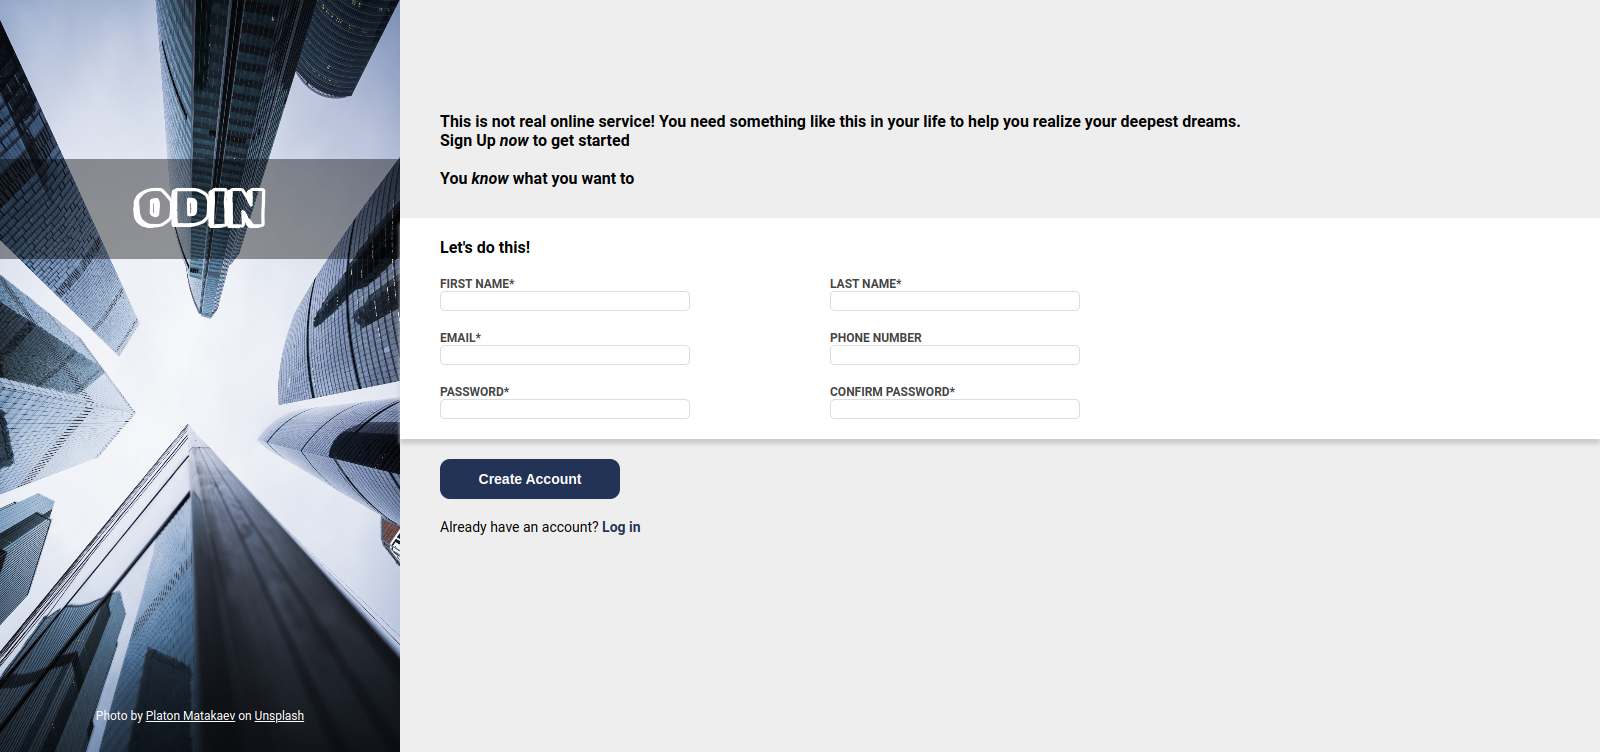 ODIN
Photo by Platon Matakaev on Unsplash
This is not real online service! You need something like this in your life to help you realize your deepest dreams.
Sign Up now to get started
You know what you want to
Let's do this!
FIRST NAME*
LAST NAME*
EMAIL*
PHONE NUMBER
PASSWORD*
CONFIRM PASSWORD*
Create Account
Already have an account? Log in